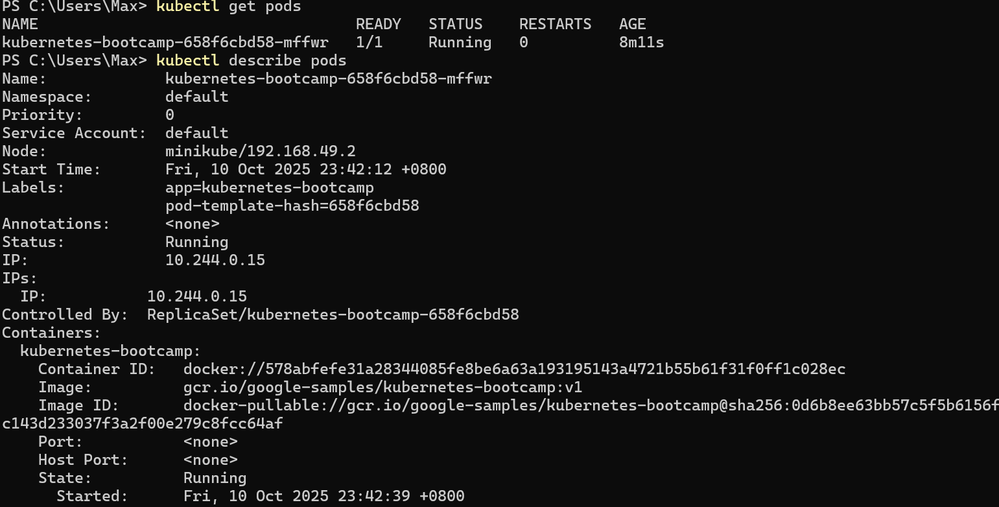 PS C:\Users\Max> kubectl get pods
NAME                                   READY   STATUS    RESTARTS   AGE
kubernetes-bootcamp-658f6cbd58-mffwr   1/1     Running   0          8m11s
PS C:\Users\Max> kubectl describe pods
Name:             kubernetes-bootcamp-658f6cbd58-mffwr
Namespace:        default
Priority:         0
Service Account:  default
Node:             minikube/192.168.49.2
Start Time:       Fri, 10 Oct 2025 23:42:12 +0800
Labels:           app=kubernetes-bootcamp
                  pod-template-hash=658f6cbd58
Annotations:      <none>
Status:           Running
IP:               10.244.0.15
IPs:
  IP:           10.244.0.15
Controlled By:  ReplicaSet/kubernetes-bootcamp-658f6cbd58
Containers:
  kubernetes-bootcamp:
    Container ID:   docker://578abfefe31a28344085fe8be6a63a193195143a4721b55b61f31f0ff1c028ec
    Image:          gcr.io/google-samples/kubernetes-bootcamp:v1
    Image ID:       docker-pullable://gcr.io/google-samples/kubernetes-bootcamp@sha256:0d6b8ee63bb57c5f5b6156f
c143d233037f3a2f00e279c8fcc64af
    Port:           <none>
    Host Port:      <none>
    State:          Running
      Started:      Fri, 10 Oct 2025 23:42:39 +0800